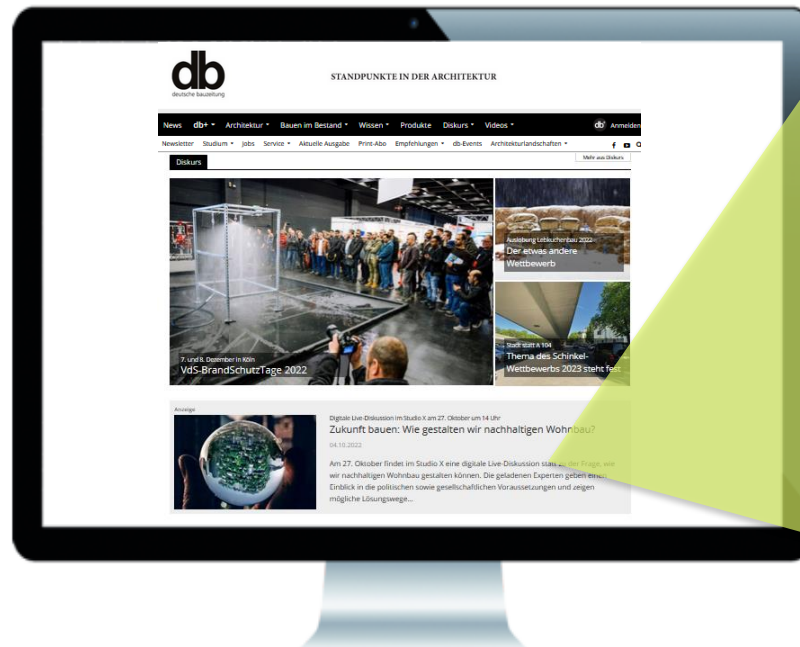 db
deutsche bauzeitung
STANDPUNKTE IN DER ARCHITEKTUR
News db+ Architektur Bauen im Bestand Wissen Produkte Diskurs Videos db Anmelden
Newsletter Studium Jobs Service Aktuelle Ausgabe Print-Abo Empfehlungen db-Events Architekturlandschaften
Diskurs
Mehr aus Diskurs
7. und 8. Dezember in Köln
VdS-BrandSchutzTage 2022
Auslobung Lebkuchenbau 2022
Der etwas andere
Wettbewerb
Stadt statt A 104
Thema des Schinkel-
Wettbewerbs 2023 steht fest
Anzeige
Digitale Live-Diskussion im Studio X am 27. Oktober um 14 Uhr
Zukunft bauen: Wie gestalten wir nachhaltigen Wohnbau?
04.10.2022
Am 27. Oktober findet im Studio X eine digitale Live-Diskussion statt zu der Frage, wie
wir nachhaltigen Wohnbau gestalten können. Die geladenen Experten geben einen
Einblick in die politischen sowie gesellschaftlichen Voraussetzungen und zeigen
mögliche Lösungswege...